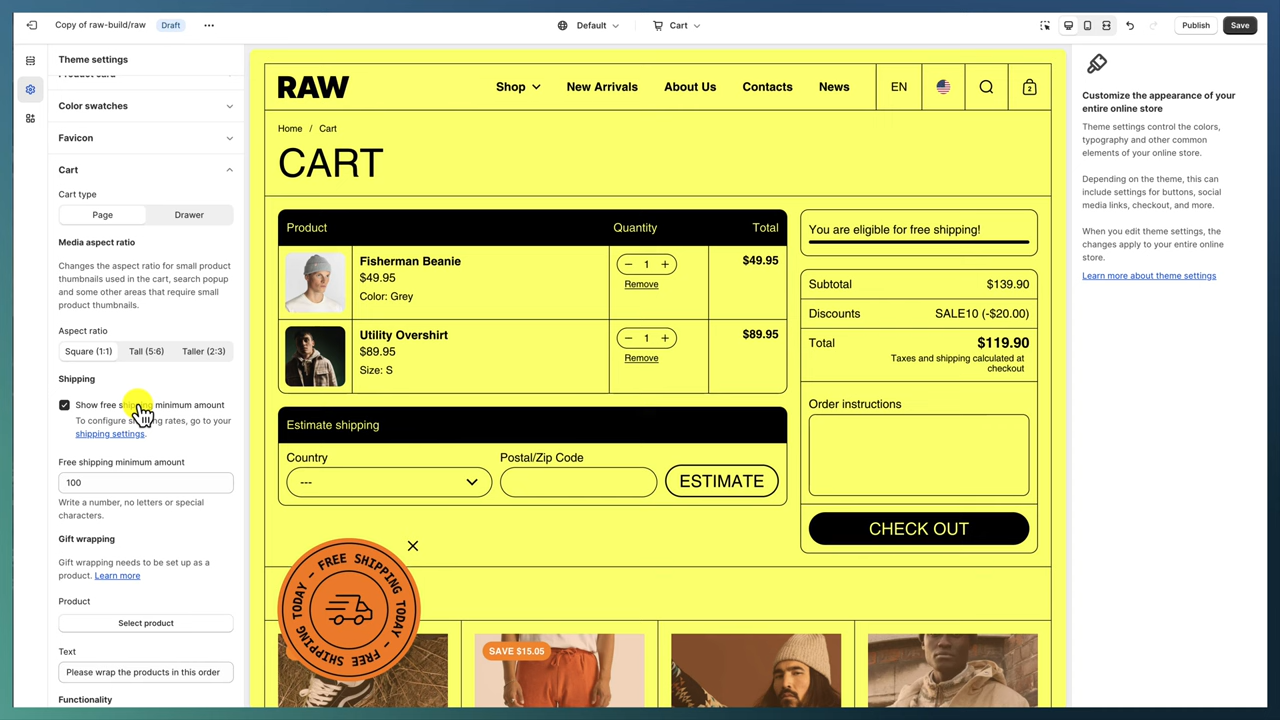 Copy of raw-build/raw Draft ··· Default Cart Publish Save
Theme settings
Product card
Color swatches
Favicon
Cart
Cart type
Page Drawer
Media aspect ratio
Changes the aspect ratio for small product
thumbnails used in the cart, search popup
and some other areas that require small
product thumbnails.
Aspect ratio
Square (1:1) Tall (5:6) Taller (2:3)
Shipping
Show free shipping minimum amount
To configure shipping rates, go to your
shipping settings.
Free shipping minimum amount
100
Write a number, no letters or special
characters.
Gift wrapping
Gift wrapping needs to be set up as a
product. Learn more
Product
Select product
Text
Please wrap the products in this order
Functionality
RAW Shop New Arrivals About Us Contacts News EN 2
Home / Cart
CART
Product Quantity Total
Fisherman Beanie
$49.95
Color: Grey
− 1 +
Remove
$49.95
Utility Overshirt
$89.95
Size: S
− 1 +
Remove
$89.95
Estimate shipping
Country Postal/Zip Code
--- ESTIMATE
You are eligible for free shipping!
Subtotal $139.90
Discounts SALE10 (-$20.00)
Total $119.90
Taxes and shipping calculated at
checkout
Order instructions
CHECK OUT
FREE SHIPPING TODAY – FREE SHIPPING TODAY –
SAVE $15.05
Customize the appearance of your
entire online store
Theme settings control the colors,
typography and other common
elements of your online store.
Depending on the theme, this can
include settings for buttons, social
media links, checkout, and more.
When you edit theme settings, the
changes apply to your entire online
store.
Learn more about theme settings